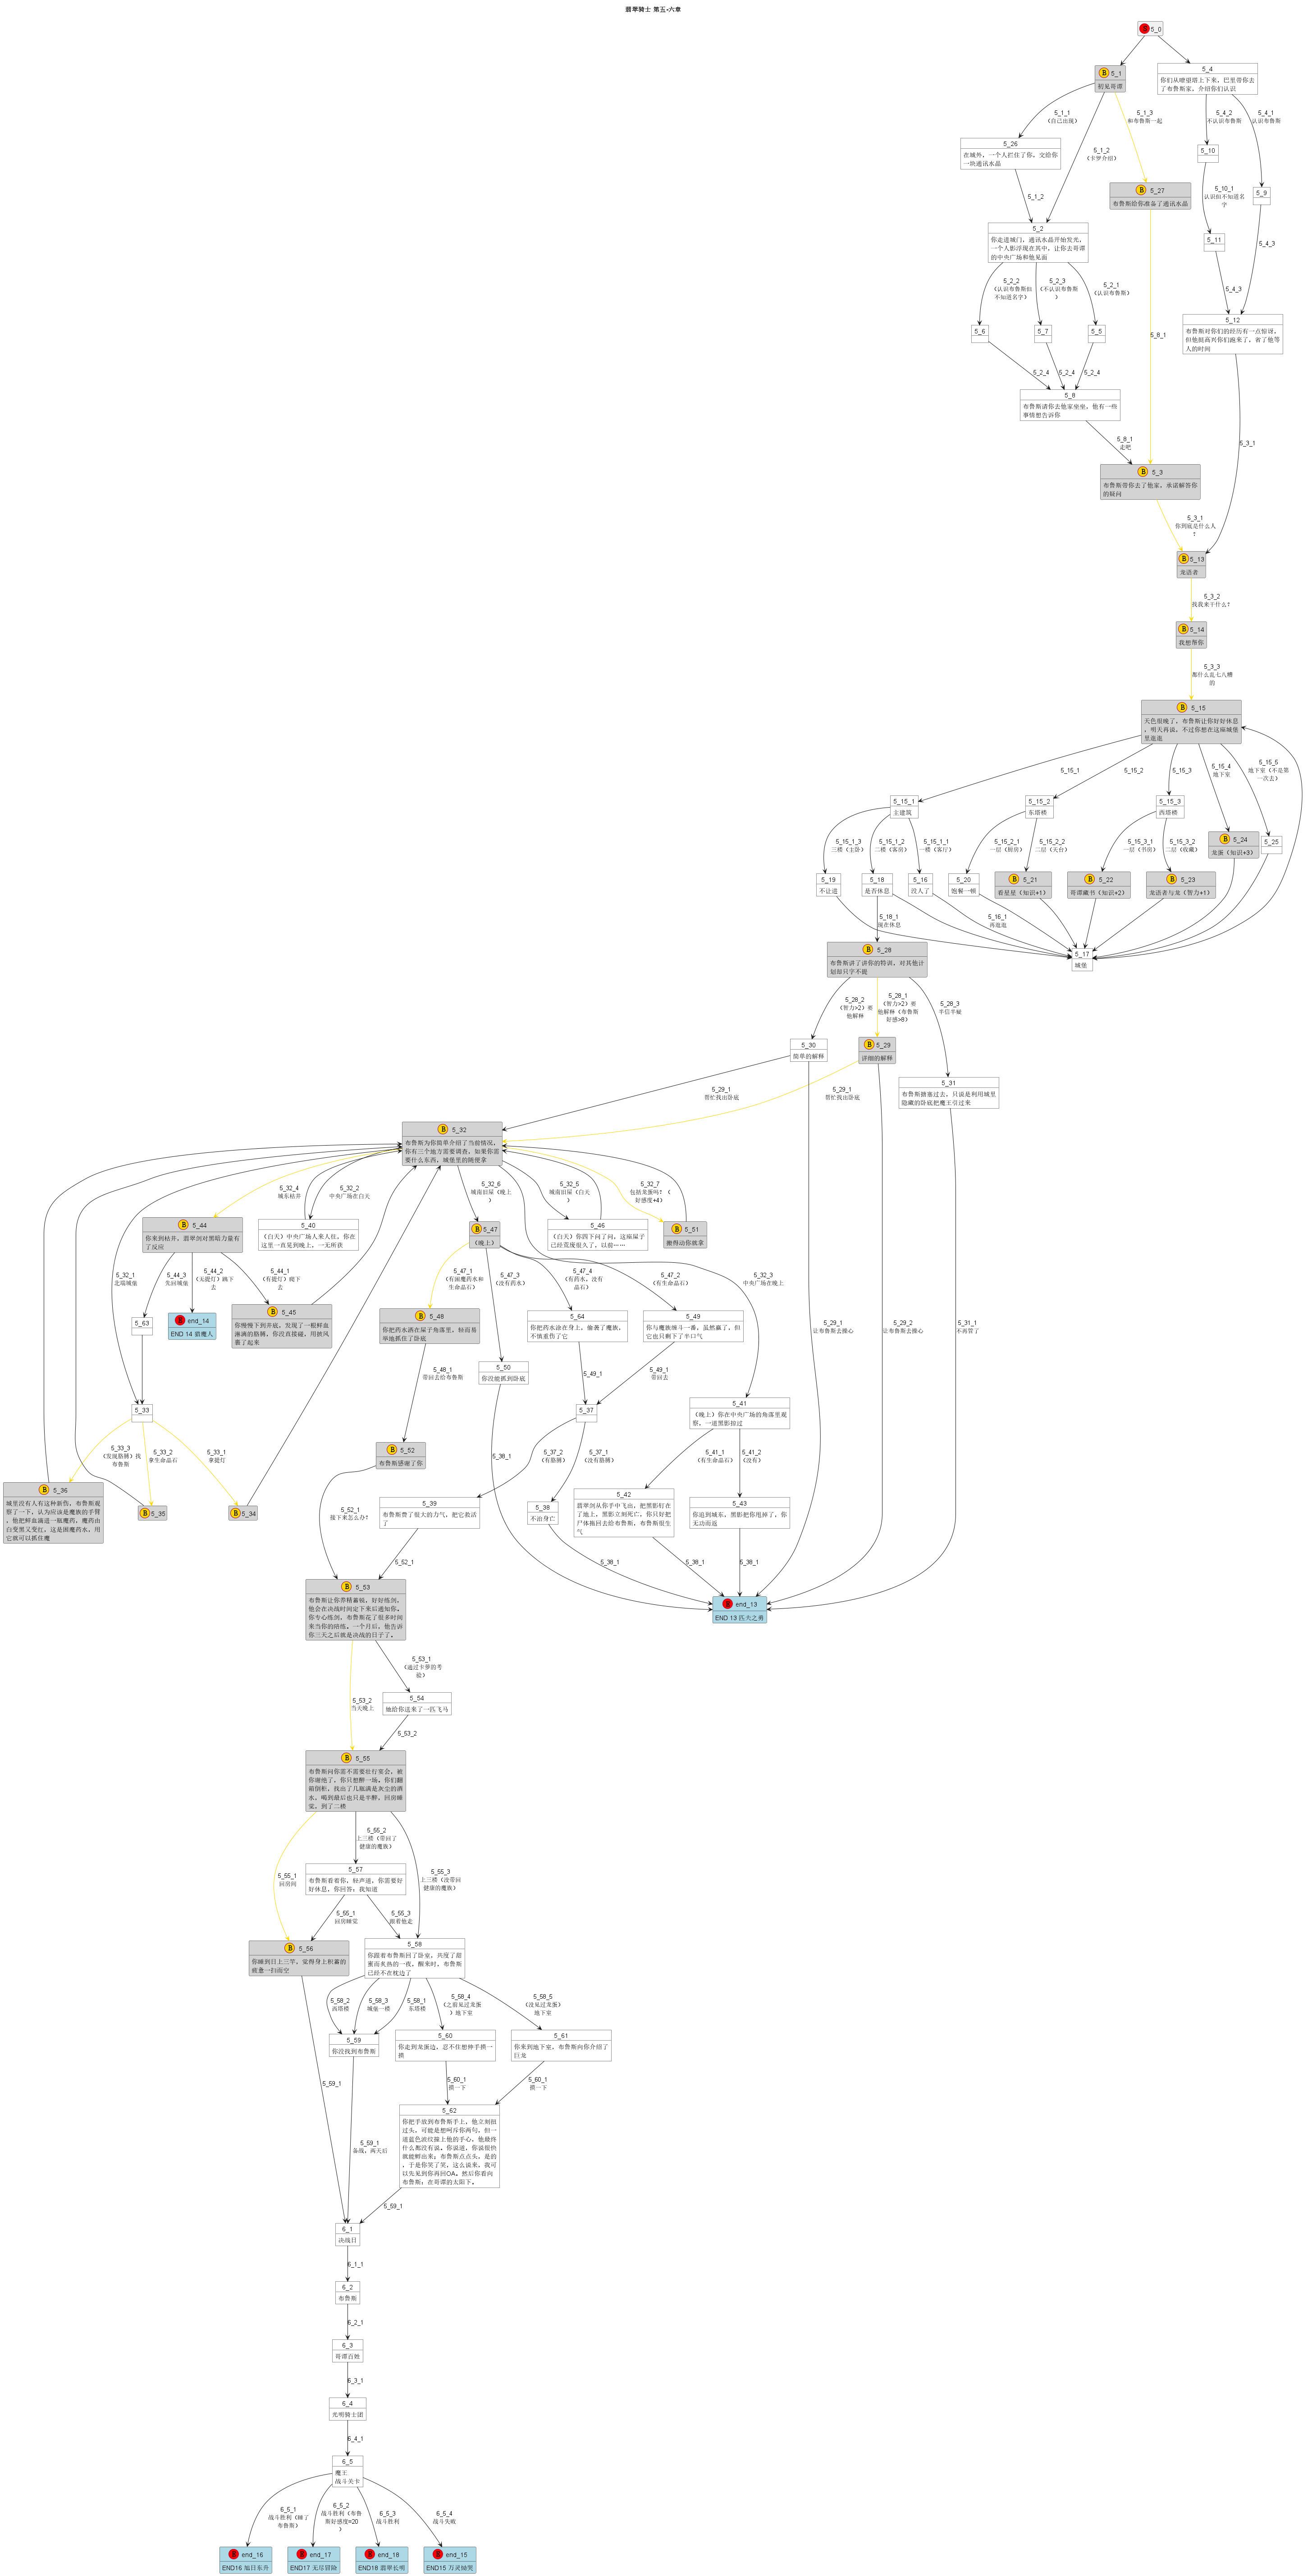 翡翠骑士 第五·六章
5_0
B 5_1
初见哥谭
5_4
你们从瞭望塔上下来,巴里带你去
了布鲁斯家,介绍你们认识
5_1_1
(自己出现)
5_1_2
(卡罗介绍)
5_1_3
和布鲁斯一起
5_4_2
不认识布鲁斯
5_4_1
认识布鲁斯
5_26
在城外,一个人拦住了你,交给你
一块通讯水晶
5_10
B 5_27
布鲁斯给你准备了通讯水晶
5_9
5_10_1
认识但不知道名
字
5_1_2
5_2
你走进城门,通讯水晶开始发光,
一个人影浮现在其中,让你去哥谭
的中央广场和他见面
5_11
5_4_3
5_4_3
5_2_2
(认识布鲁斯但
不知道名字)
5_2_3
(不认识布鲁斯
)
5_2_1
(认识布鲁斯)
5_12
布鲁斯对你们的经历有一点惊讶,
但他挺高兴你们跑来了,省了他等
人的时间
5_6
5_7
5_5
5_8_1
5_2_4
5_2_4
5_2_4
5_8
布鲁斯请你去他家坐坐,他有一些
事情想告诉你
5_8_1
走吧
5_3_1
B 5_3
布鲁斯带你去了他家,承诺解答你
的疑问
5_3_1
你到底是什么人
?
B 5_13
龙语者
5_3_2
找我来干什么?
B 5_14
我想帮你
5_3_3
那什么乱七八糟
的
B 5_15
天色很晚了,布鲁斯让你好好休息
,明天再谈,不过你想在这座城堡
里逛逛
5_15_1
5_15_2
5_15_3
5_15_4
地下室
5_15_5
地下室(不是第
一次去)
5_15_1
主建筑
5_15_2
东塔楼
5_15_3
西塔楼
B 5_24
龙蛋(知识+3)
5_25
5_15_1_3
三楼(主卧)
5_15_1_2
二楼(客房)
5_15_1_1
一楼(客厅)
5_15_2_1
一层(厨房)
5_15_2_2
二层(天台)
5_15_3_1
一层(书房)
5_15_3_2
二层(收藏)
5_19
不让进
5_18
是否休息
5_16
没人了
5_20
饱餐一顿
B 5_21
看星星(知识+1)
B 5_22
哥谭藏书(知识+2)
B 5_23
龙语者与龙(智力+1)
5_18_1
现在休息
5_16_1
再逛逛
5_17
城堡
B 5_28
布鲁斯讲了讲你的特训,对其他计
划却只字不提
5_28_2
(智力>2)要
他解释
5_28_1
(智力>2)要
他解释(布鲁斯
好感>8)
5_28_3
半信半疑
5_30
简单的解释
B 5_29
详细的解释
5_31
布鲁斯搪塞过去,只说是利用城里
隐藏的卧底把魔王引过来
5_29_1
帮忙找出卧底
5_29_1
帮忙找出卧底
B 5_32
布鲁斯为你简单介绍了当前情况,
你有三个地方需要调查,如果你需
要什么东西,城堡里的随便拿
5_32_4
城东枯井
5_32_2
中央广场在白天
5_32_6
城南旧屋(晚上
)
5_32_5
城南旧屋(白天
)
5_32_7
包括龙蛋吗?(
好感度+4)
B 5_44
你来到枯井,翡翠剑对黑暗力量有
了反应
5_40
(白天)中央广场人来人往,你在
这里一直晃到晚上,一无所获
B 5_47
(晚上)
5_46
(白天)你四下问了问,这座屋子
已经荒废很久了,以前……
B 5_51
搬得动你就拿
5_32_1
北端城堡
5_44_3
先回城堡
5_44_2
(无提灯)跳下
去
5_44_1
(有提灯)爬下
去
5_47_1
(有困魔药水和
生命晶石)
5_47_3
(没有药水)
5_47_4
(有药水,没有
晶石)
5_47_2
(有生命晶石)
5_32_3
中央广场在晚上
5_63
end_14
END 14 猎魔人
B 5_45
你慢慢下到井底,发现了一根鲜血
淋漓的胳膊,你没直接碰,用披风
裹了起来
B 5_48
你把药水洒在屋子角落里,轻而易
举地抓住了卧底
5_64
你把药水涂在身上,偷袭了魔族,
不慎重伤了它
5_49
你与魔族缠斗一番,虽然赢了,但
它也只剩下了半口气
5_29_1
让布鲁斯去操心
5_29_2
让布鲁斯去操心
5_31_1
不再管了
5_48_1
带回去给布鲁斯
5_50
你没能抓到卧底
5_49_1
5_49_1
带回去
5_33
5_37
5_41
(晚上)你在中央广场的角落里观
察,一道黑影掠过
5_33_3
(发现胳膊)找
布鲁斯
5_33_2
拿生命晶石
5_33_1
拿提灯
B 5_52
布鲁斯感谢了你
5_38_1
5_37_2
(有胳膊)
5_37_1
(没有胳膊)
5_41_1
(有生命晶石)
5_41_2
(没有)
B 5_36
城里没有人有这种新伤,布鲁斯观
察了一下,认为应该是魔族的手臂
,他把鲜血滴进一瓶魔药,魔药由
白变黑又变红,这是困魔药水,用
它就可以抓住魔
B 5_35
B 5_34
5_52_1
接下来怎么办?
5_39
布鲁斯费了很大的力气,把它救活
了
5_38
不治身亡
5_42
翡翠剑从你手中飞出,把黑影钉在
了地上,黑影立刻死亡,你只好把
尸体拖回去给布鲁斯,布鲁斯很生
气
5_43
你追到城东,黑影把你甩掉了,你
无功而返
5_52_1
5_38_1
5_38_1
5_38_1
B 5_53
布鲁斯让你养精蓄锐,好好练剑,
他会在决战时间定下来后通知你。
你专心练剑,布鲁斯花了很多时间
来当你的陪练。一个月后,他告诉
你三天之后就是决战的日子了。
end_13
END 13 匹夫之勇
5_53_1
(通过卡萝的考
验)
5_53_2
当天晚上
5_54
她给你送来了一匹飞马
5_53_2
B 5_55
布鲁斯问你需不需要壮行宴会,被
你谢绝了,你只想醉一场。你们翻
箱倒柜,找出了几瓶满是灰尘的酒
水,喝到最后也只是半醉。回房睡
觉,到了二楼
5_55_2
上三楼(带回了
健康的魔族)
5_55_1
回房间
5_55_3
上三楼(没带回
健康的魔族)
5_57
布鲁斯看着你,轻声道,你需要好
好休息,你回答,我知道
5_55_1
回房睡觉
5_55_3
跟着他走
B 5_56
你睡到日上三竿,觉得身上积蓄的
疲惫一扫而空
5_58
你跟着布鲁斯回了卧室,共度了甜
蜜而炙热的一夜,醒来时,布鲁斯
已经不在枕边了
5_58_2
西塔楼
5_58_3
城堡一楼
5_58_1
东塔楼
5_58_4
(之前见过龙蛋
)地下室
5_58_5
(没见过龙蛋)
地下室
5_59
你没找到布鲁斯
5_60
你走到龙蛋边,忍不住想伸手摸一
摸
5_61
你来到地下室,布鲁斯向你介绍了
巨龙
5_59_1
5_60_1
摸一下
5_60_1
摸一下
5_59_1
备战,两天后
5_62
你把手放到布鲁斯手上,他立刻扭
过头,可能是想呵斥你两句,但一
道蓝色波纹撞上他的手心,他最终
什么都没有说。你说道,你说很快
就能孵出来;布鲁斯点点头,是的
,于是你笑了笑,这么说来,我可
以先见到你再回OA。然后你看向
布鲁斯:在哥谭的太阳下。
5_59_1
6_1
决战日
6_1_1
6_2
布鲁斯
6_2_1
6_3
哥谭百姓
6_3_1
6_4
光明骑士团
6_4_1
6_5
魔王
战斗关卡
6_5_1
战斗胜利(睡了
布鲁斯)
6_5_2
战斗胜利(布鲁
斯好感度=20
)
6_5_3
战斗胜利
6_5_4
战斗失败
end_16
END16 旭日东升
end_17
END17 无尽冒险
end_18
END18 翡翠长明
end_15
END15 万灵恸哭